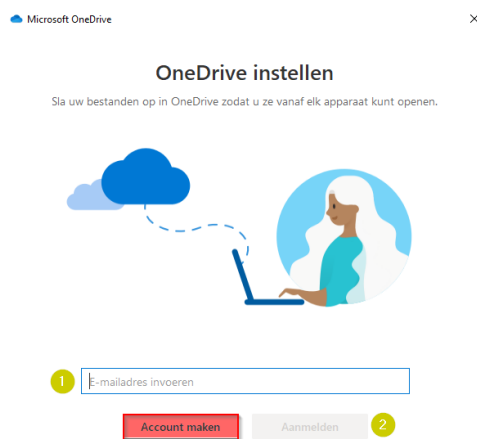 Microsoft OneDrive
OneDrive instellen
Sla uw bestanden op in OneDrive zodat u ze vanaf elk apparaat kunt openen.
1
E-mailadres invoeren
Account maken
Aanmelden
2